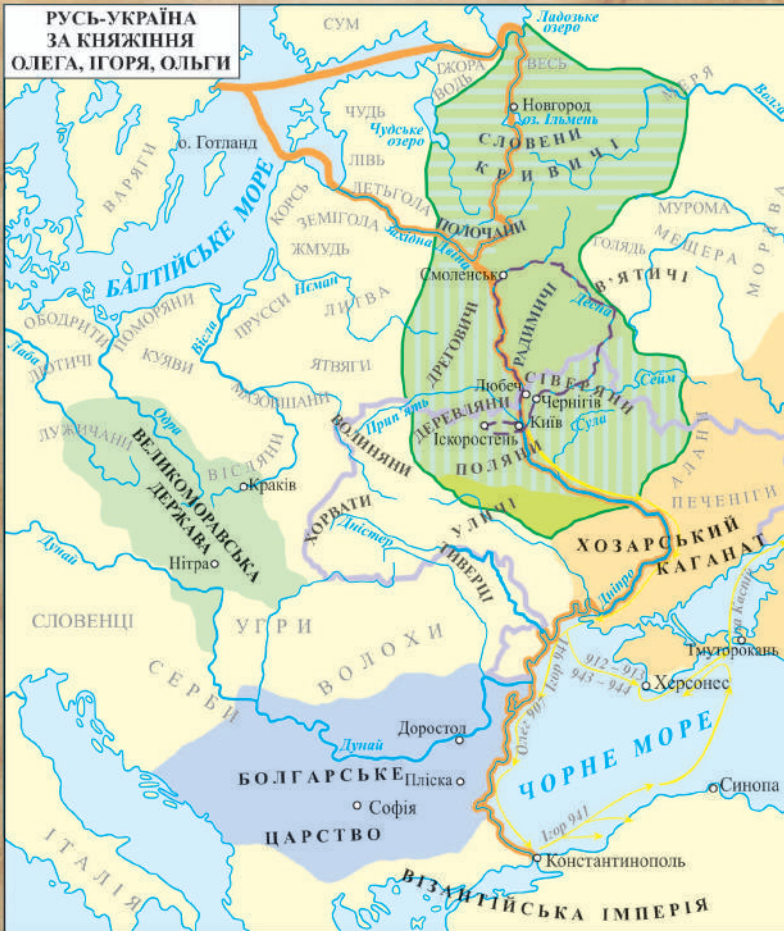 РУСЬ-УКРАЇНА
ЗА КНЯЖІННЯ
ОЛЕГА, ІГОРЯ, ОЛЬГИ
СУМ
Ладозьке
озеро
ЇЖОРА
ВОДЬ
ВЕСЬ
МЕРЯ
Волга
Новгород
оз. Ільмень
ЧУДЬ
Чудське
озеро
СЛОВЕНИ
КРИВИЧІ
о. Готланд
ВАРЯГИ
ЛІВЬ
ЛЕТЬГОЛА
КОРСЬ
ЗЕМІГОЛА
ЖМУДЬ
ПОЛОЧАНИ
Західна Двіна
МУРОМА
МЕЩЕРА
ГОЛЯДЬ
МОРДВА
БАЛТІЙСЬКЕ МОРЕ
Смоленськ
В’ЯТИЧІ
Десна
Нєман
ЛИТВА
ПРУССИ
ОБОДРИТИ
ПОМОРЯНИ
Вісла
ЛЮТИЧІ
Лаба
КУЯВИ
ЯТВЯГИ
ДРЕГОВИЧІ
РАДИМИЧІ
МАЗОВШАНИ
Одра
СІВЕРЯНИ
Сейм
Любеч
Чернігів
Прип’ять
ДЕРЕВЛЯНИ
Київ
Сула
Іскоростень
ПОЛЯНИ
ЛУЖИЧАНИ
ВІСЛЯНИ
ВОЛИНЯНИ
АЛАНИ
ВЕЛИКОМОРАВСЬКА
ДЕРЖАВА
Краків
ПЕЧЕНІГИ
ХОРВАТИ
Дністер
УЛИЧІ
ТИВЕРЦІ
ХОЗАРСЬКИЙ
КАГАНАТ
Дунай
Нітра
Дніпро
СЛОВЕНЦІ
УГРИ
ВОЛОХИ
СЕРБИ
на Каспій
Тмуторокань
Ігор 941
912–913
943–944
Херсонес
Олег 907
Доростол
Дунай
ЧОРНЕ МОРЕ
БОЛГАРСЬКЕ
Пліска
Софія
ЦАРСТВО
Синопа
Ігор 941
ІТАЛІЯ
Константинополь
ВІЗАНТІЙСЬКА ІМПЕРІЯ